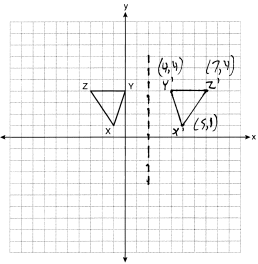 y
(4,4) (7,4)
Z Y Y' Z'
X X' (5,1)
x